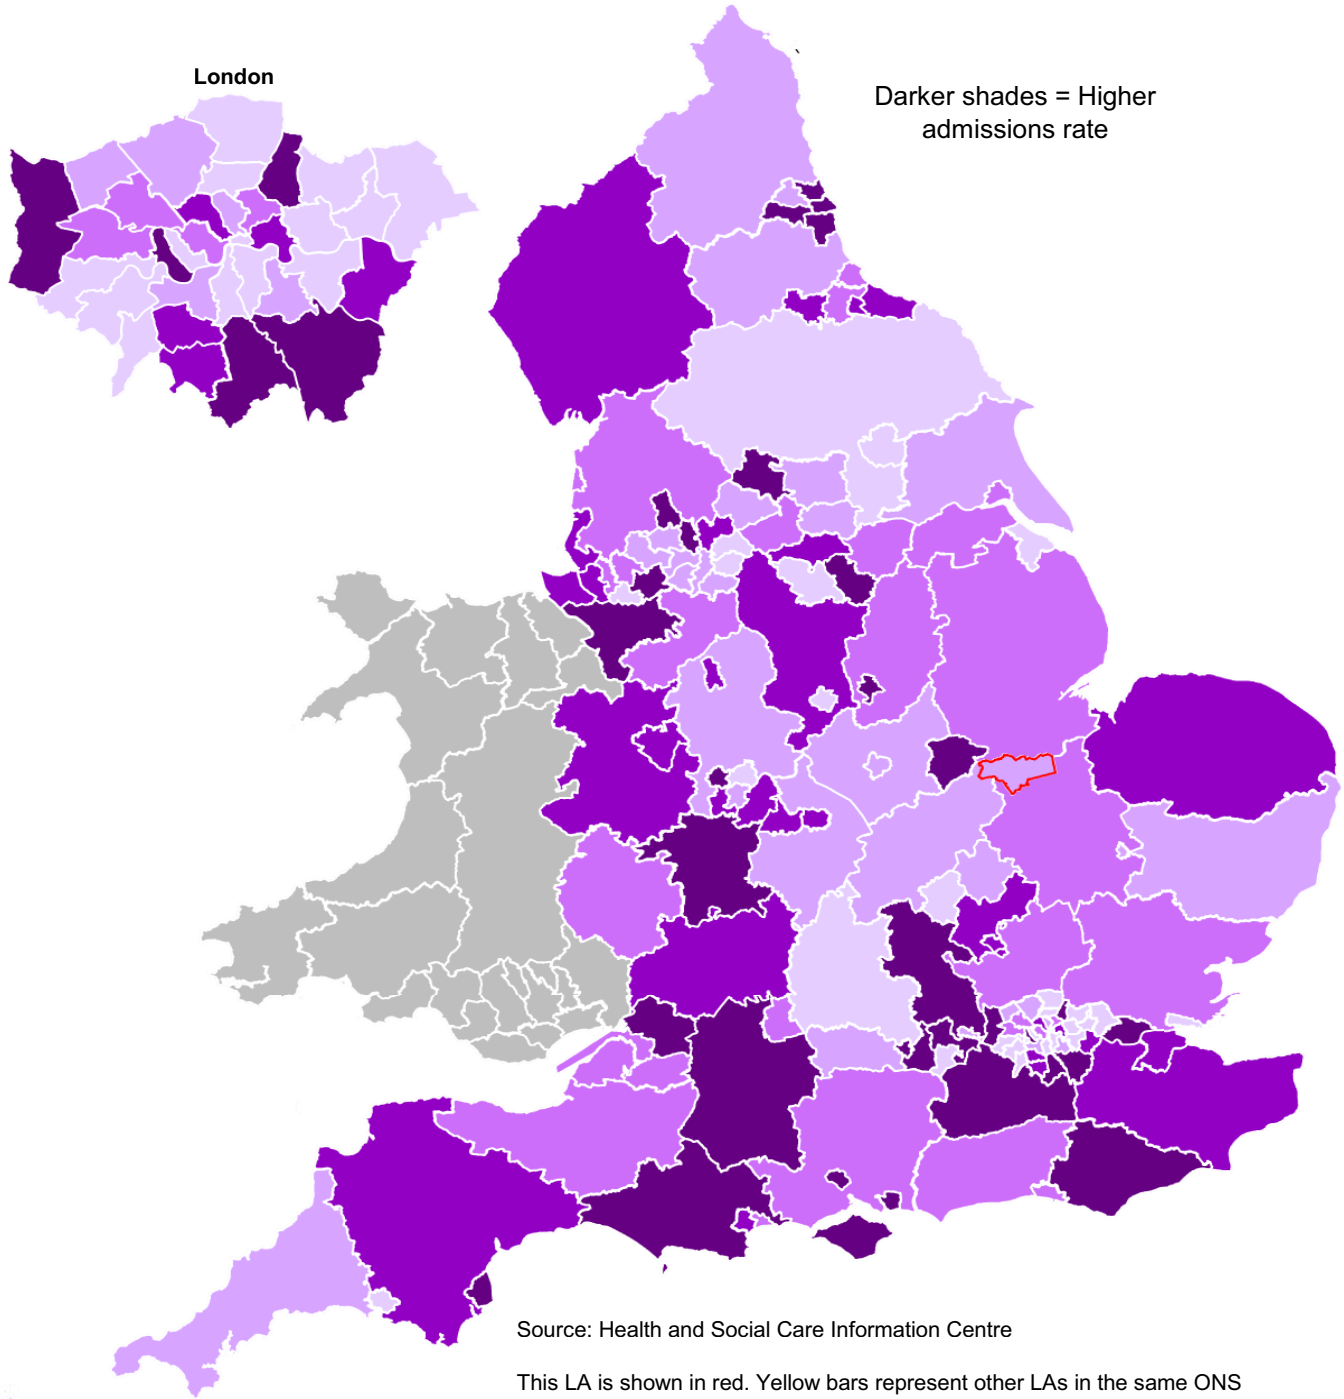 London
Darker shades = Higher
admissions rate
Source: Health and Social Care Information Centre
This LA is shown in red. Yellow bars represent other LAs in the same ONS